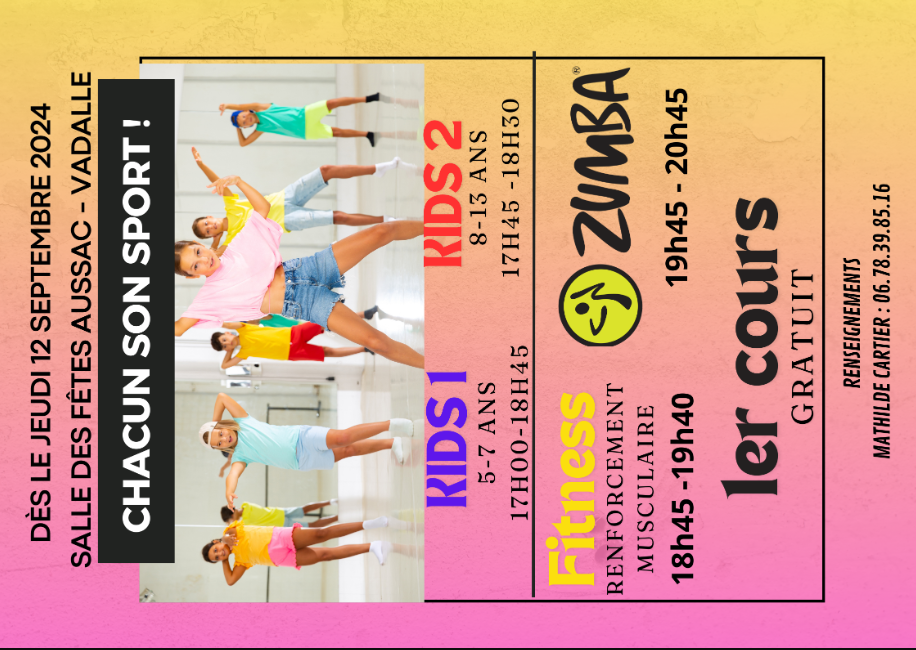 DÈS LE JEUDI 12 SEPTEMBRE 2024
SALLE DES FÊTES AUSSAC - VADALLE
CHACUN SON SPORT !
KIDS 1
5-7 ANS
17H00-18H45
KIDS 2
8-13 ANS
17H45 -18H30
Fitness
RENFORCEMENT
MUSCULAIRE
18h45 -19h40
ZUMBA®
19h45 - 20h45
1er cours
GRATUIT
RENSEIGNEMENTS
MATHILDE CARTIER : 06.78.39.85.16